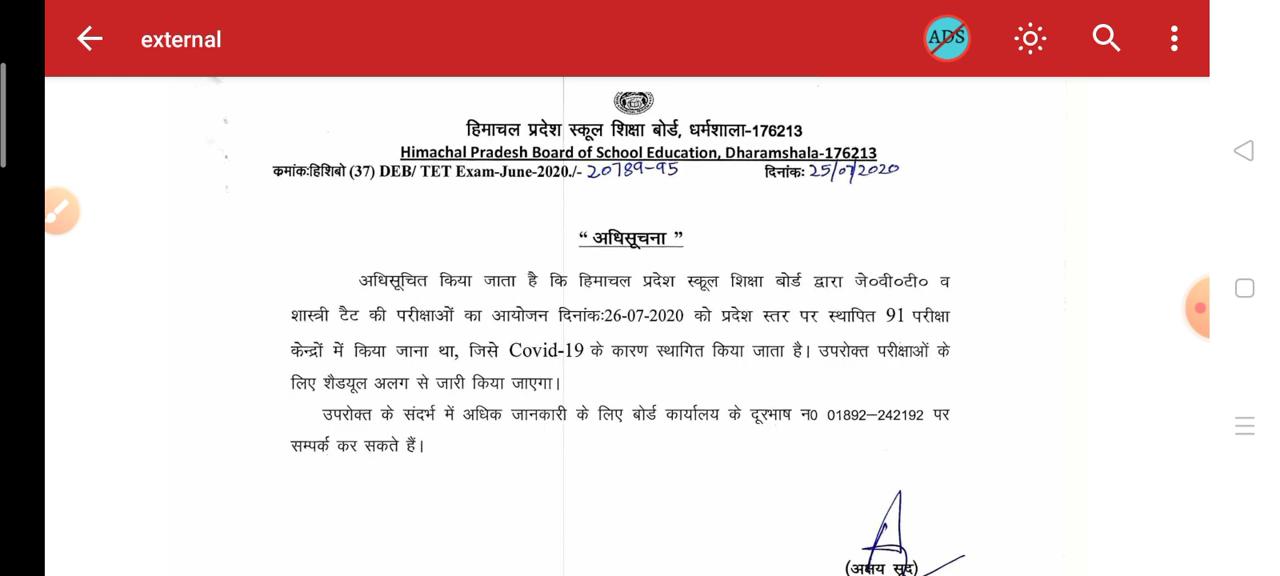 external
ADS
हिमाचल प्रदेश स्कूल शिक्षा बोर्ड, धर्मशाला-176213
Himachal Pradesh Board of School Education, Dharamshala-176213
कमांकःहिशिबो (37) DEB/ TET Exam-June-2020./- 20789-95 दिनांकः 25/07/2020
“ अधिसूचना ”
अधिसूचित किया जाता है कि हिमाचल प्रदेश स्कूल शिक्षा बोर्ड द्वारा जे०वी०टी० व
शास्त्री टैट की परीक्षाओं का आयोजन दिनांकः26-07-2020 को प्रदेश स्तर पर स्थापित 91 परीक्षा
केन्द्रों में किया जाना था, जिसे Covid-19 के कारण स्थागित किया जाता है। उपरोक्त परीक्षाओं के
लिए शैडयूल अलग से जारी किया जाएगा।
उपरोक्त के संदर्भ में अधिक जानकारी के लिए बोर्ड कार्यालय के दूरभाष न0 01892–242192 पर
सम्पर्क कर सकते हैं।
(अक्षय सूद)